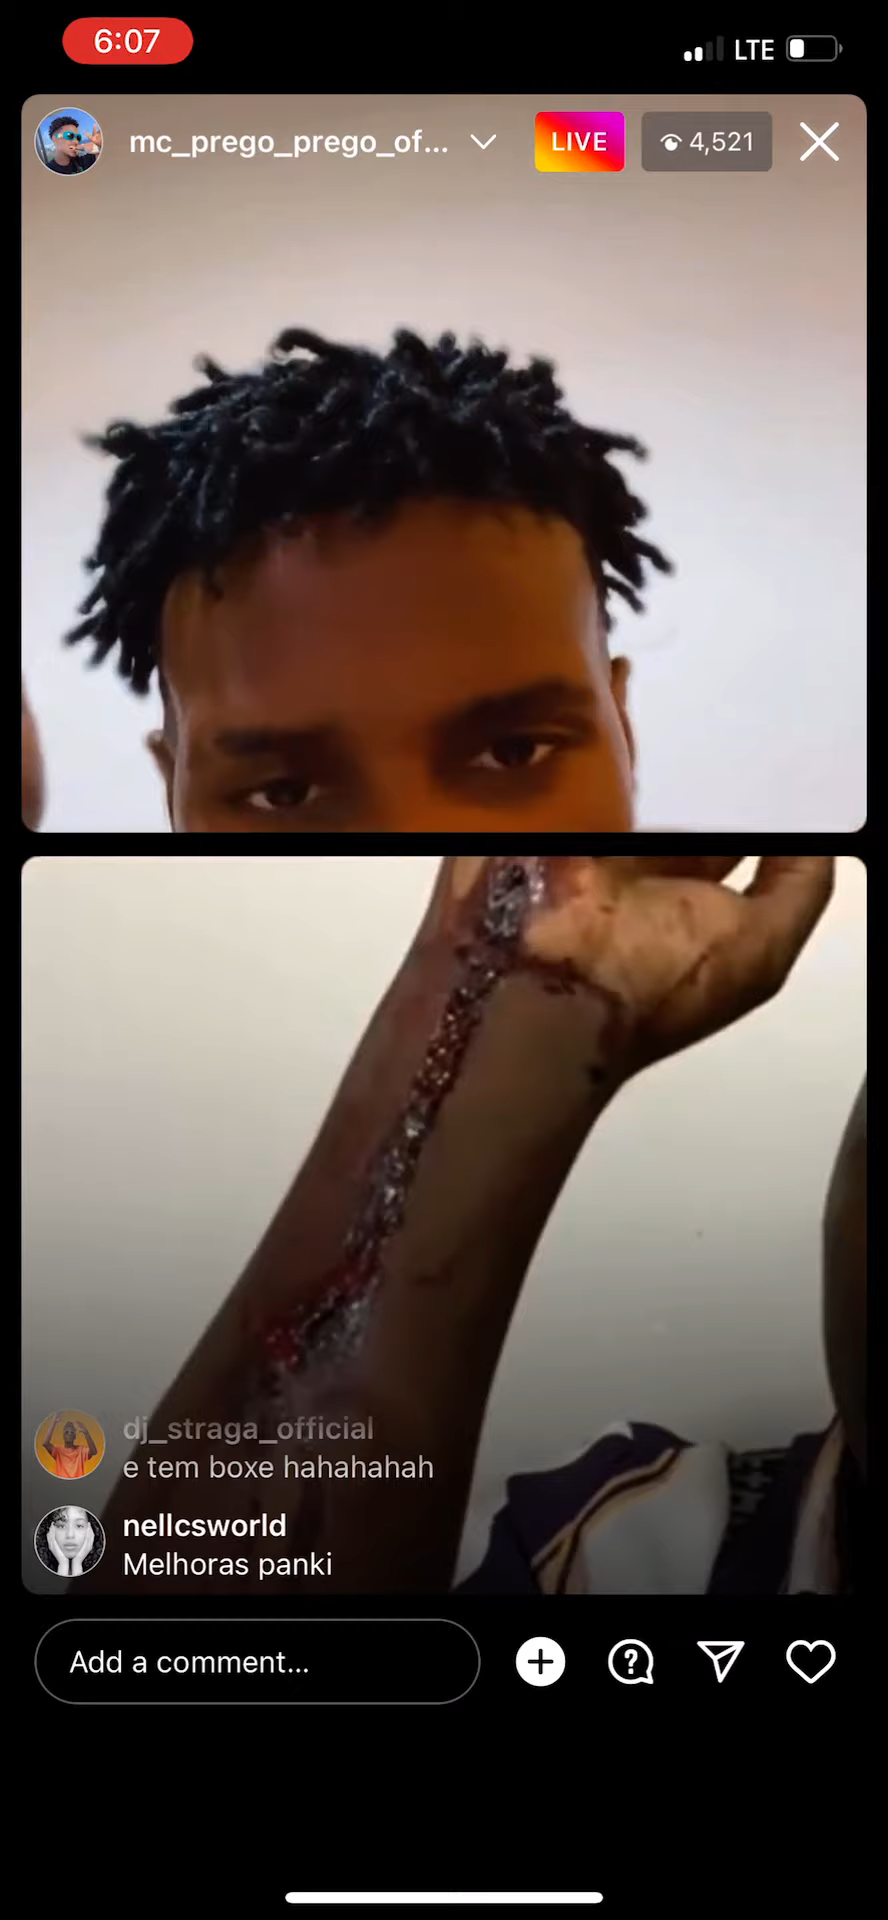 6:07
LTE
mc_prego_prego_of...
LIVE
4,521
dj_straga_official
e tem boxe hahahahah
nellcsworld
Melhoras panki
Add a comment...